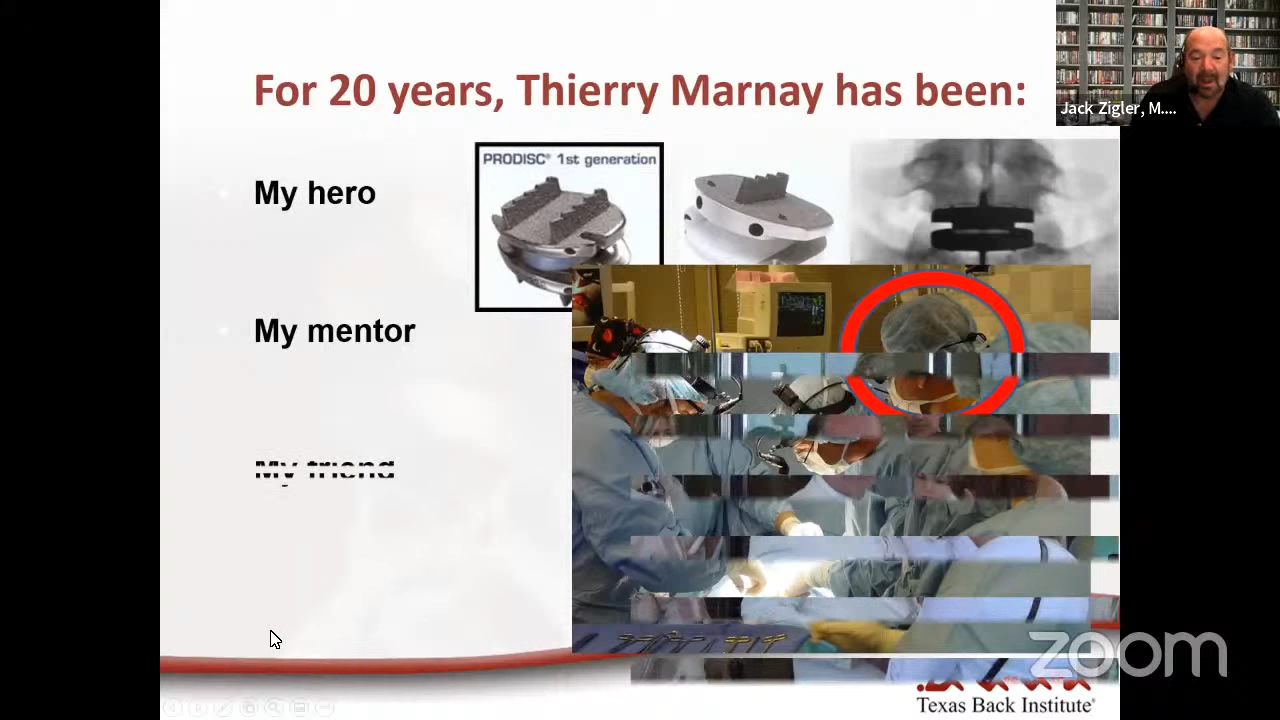 For 20 years, Thierry Marnay has been:
Jack Zigler, M....
PRODISC® 1st generation
My hero
My mentor
My friend
zoom
Texas Back Institute®